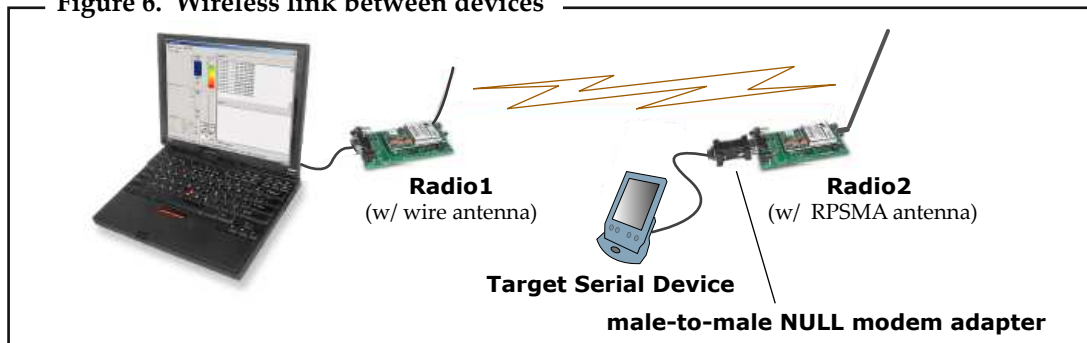 Figure 6. Wireless link between devices
Radio1
(w/ wire antenna)
Radio2
(w/ RPSMA antenna)
Target Serial Device
male-to-male NULL modem adapter